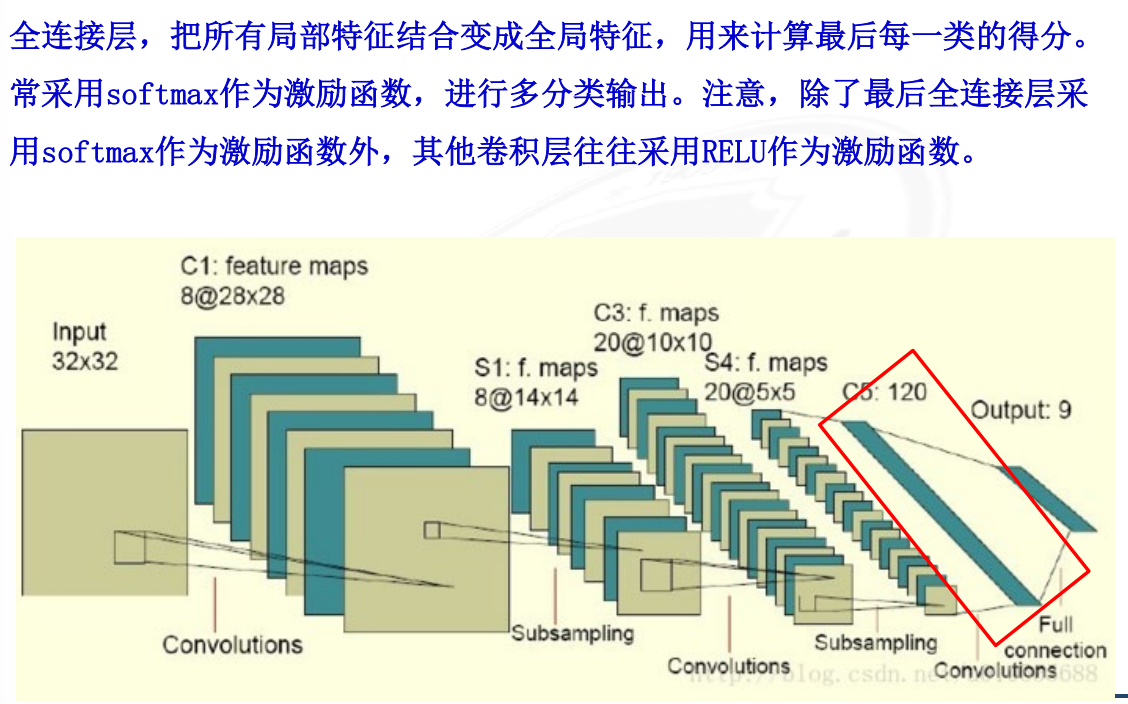 全连接层，把所有局部特征结合变成全局特征，用来计算最后每一类的得分。
常采用softmax作为激励函数，进行多分类输出。注意，除了最后全连接层采
用softmax作为激励函数外，其他卷积层往往采用RELU作为激励函数。
C1: feature maps
8@28x28
Input
32x32
S1: f. maps
8@14x14
C3: f. maps
20@10x10
S4: f. maps
20@5x5
C5: 120
Output: 9
Convolutions
Subsampling
Convolutions
Subsampling
Convolutions
Full
connection